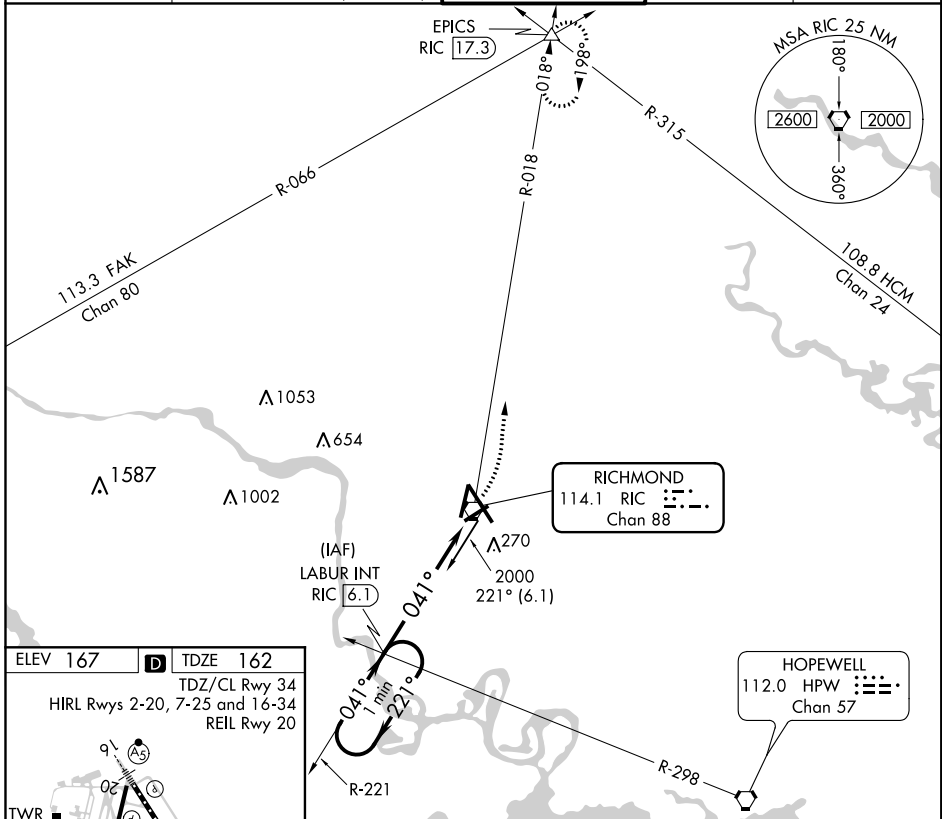 EPICS
RIC 17.3
018°
198°
MSA RIC 25 NM
180°
2600
2000
360°
R-315
R-018
R-066
113.3 FAK
Chan 80
108.8 HCM
Chan 24
1053
654
1587
1002
RICHMOND
114.1 RIC
Chan 88
270
(IAF)
LABUR INT
RIC 6.1
2000
221° (6.1)
041°
041°
1 min
221°
R-221
R-298
HOPEWELL
112.0 HPW
Chan 57
ELEV 167
D
TDZE 162
TDZ/CL Rwy 34
HIRL Rwys 2-20, 7-25 and 16-34
REIL Rwy 20
16
20
A5
P
TWR